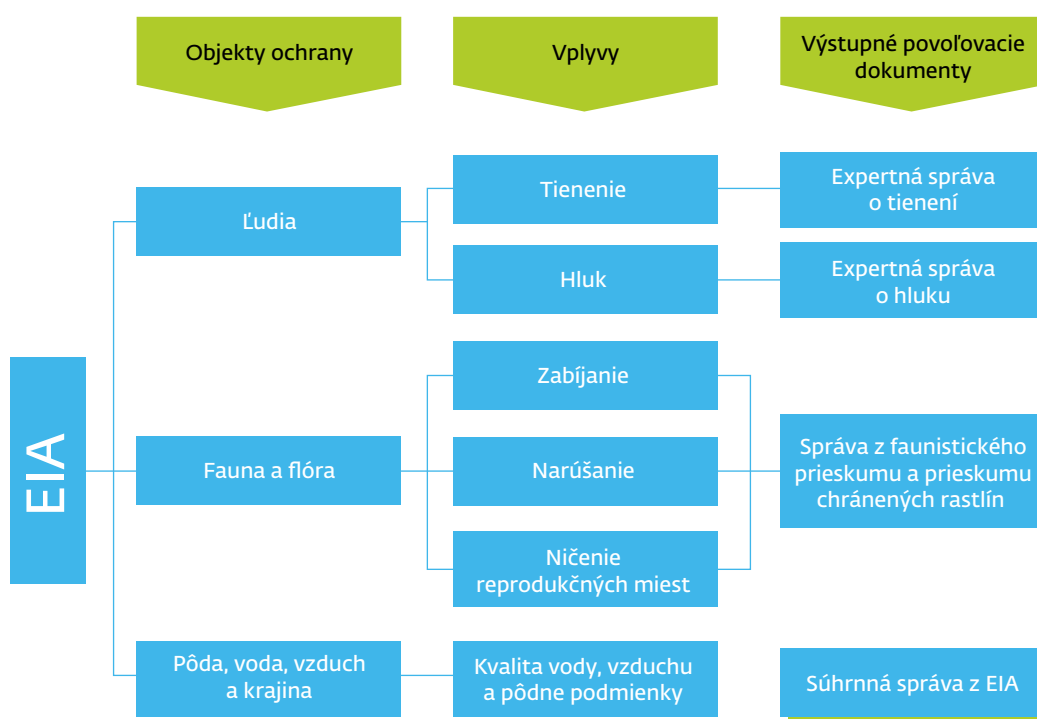 Objekty ochrany
Vplyvy
Výstupné povoľovacie
dokumenty
EIA
Ľudia
Tienenie
Expertná správa
o tienení
Hluk
Expertná správa
o hluku
Fauna a flóra
Zabíjanie
Narúšanie
Ničenie
reprodukčných miest
Správa z faunistického
prieskumu a prieskumu
chránených rastlín
Pôda, voda, vzduch
a krajina
Kvalita vody, vzduchu
a pôdne podmienky
Súhrnná správa z EIA